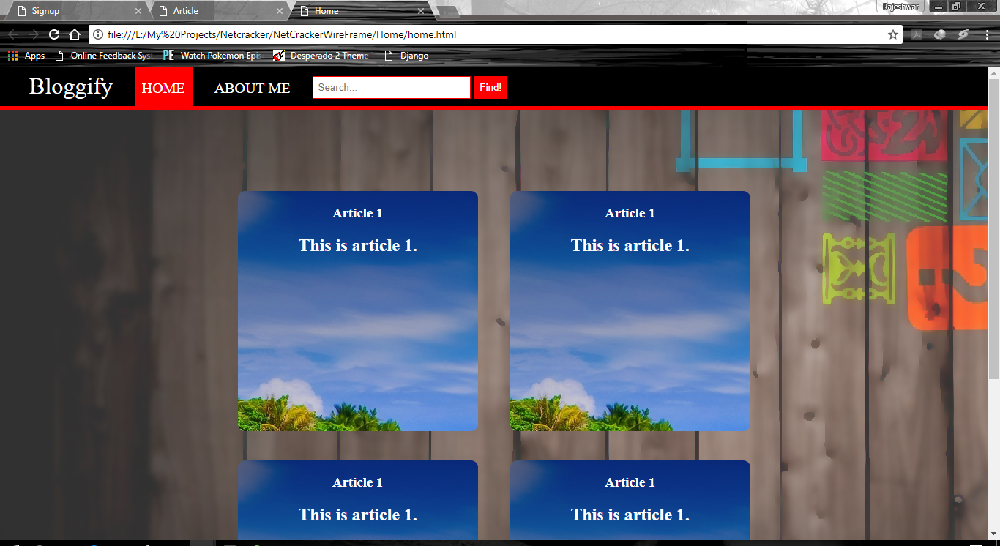 Signup
Article
Home
Rajeshwar
file:///E:/My%20Projects/Netcracker/NetCrackerWireFrame/Home/home.html
Apps
Online Feedback Syst
PE
Watch Pokemon Epis
Desperado 2 Theme
Django
Bloggify
HOME
ABOUT ME
Search...
Find!
Article 1
This is article 1.
Article 1
This is article 1.
Article 1
This is article 1.
Article 1
This is article 1.